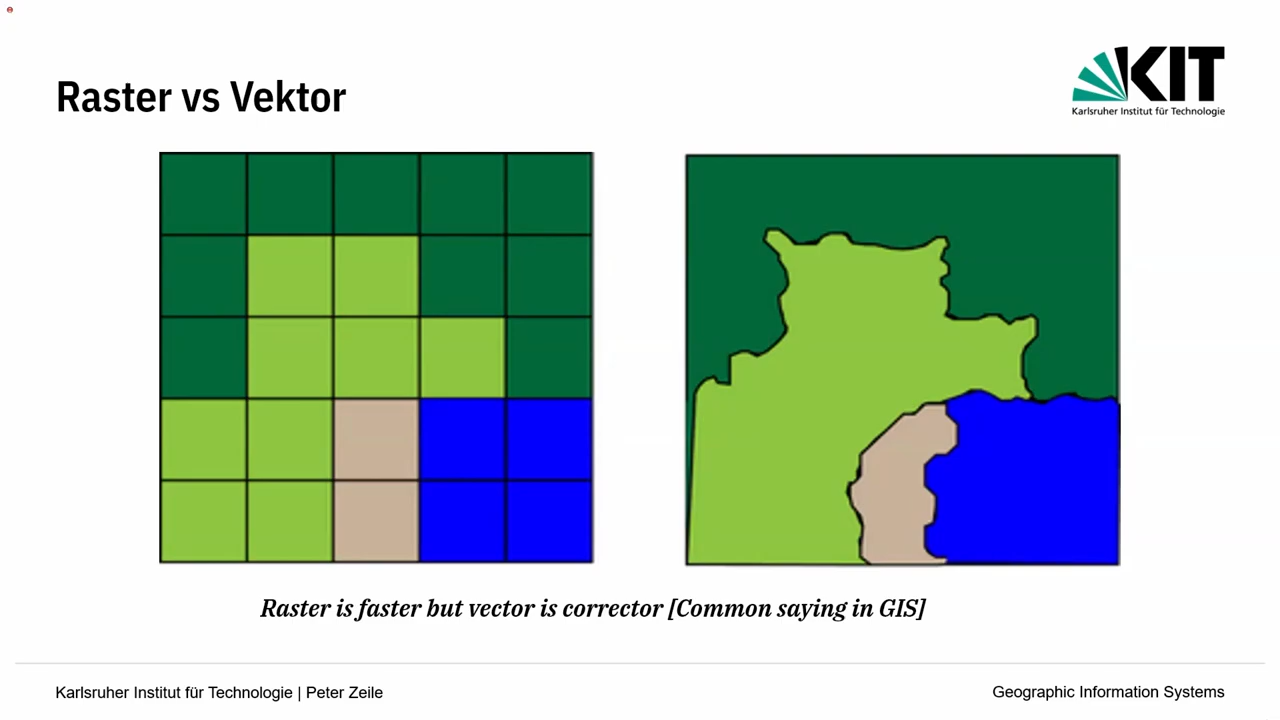 Raster vs Vektor
KIT
Karlsruher Institut für Technologie
Raster is faster but vector is corrector [Common saying in GIS]
Karlsruher Institut für Technologie | Peter Zeile
Geographic Information Systems